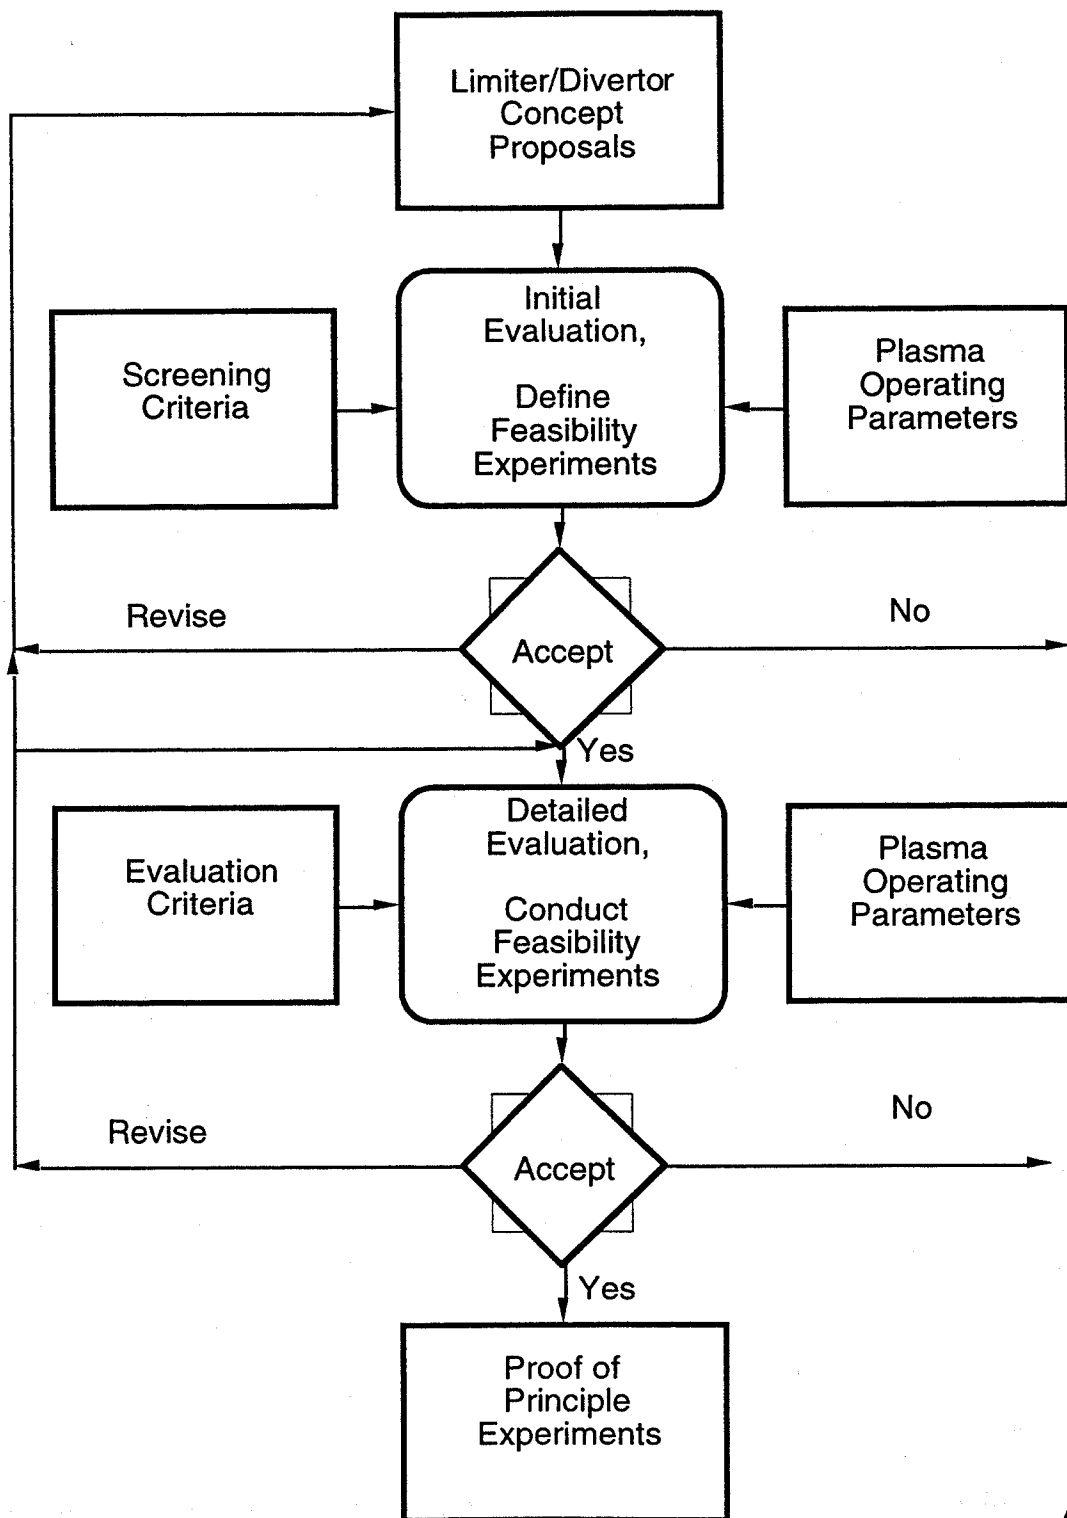 Limiter/Divertor
Concept
Proposals
Initial
Evaluation,
Define
Feasibility
Experiments
Screening
Criteria
Plasma
Operating
Parameters
Revise
Accept
No
Yes
Detailed
Evaluation,
Conduct
Feasibility
Experiments
Evaluation
Criteria
Plasma
Operating
Parameters
Revise
Accept
No
Yes
Proof of
Principle
Experiments